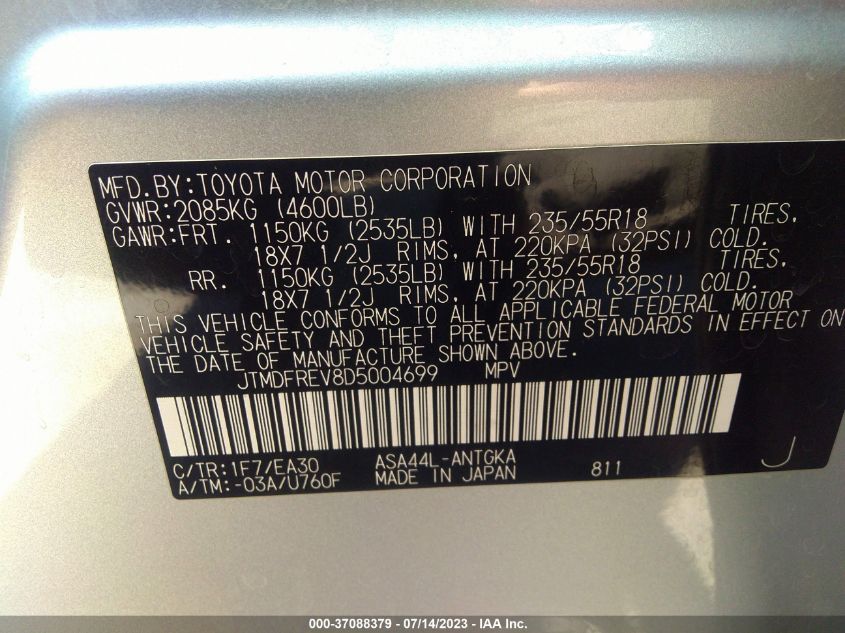 MFD.BY:TOYOTA MOTOR CORPORATION
GVWR:2085KG (4600LB)
GAWR:FRT. 1150KG (2535LB) WITH 235/55R18 TIRES,
18X7 1/2J RIMS, AT 220KPA (32PSI) COLD.
RR. 1150KG (2535LB) WITH 235/55R18 TIRES,
18X7 1/2J RIMS, AT 220KPA (32PSI) COLD.
THIS VEHICLE CONFORMS TO ALL APPLICABLE FEDERAL MOTOR
VEHICLE SAFETY AND THEFT PREVENTION STANDARDS IN EFFECT ON
THE DATE OF MANUFACTURE SHOWN ABOVE.
JTMDFREV8D5004699 MPV
C/TR:1F7/EA30 ASA44L-ANTGKA
A/TM:-03A/U760F MADE IN JAPAN 811 J
000-37088379 - 07/14/2023 - IAA Inc.